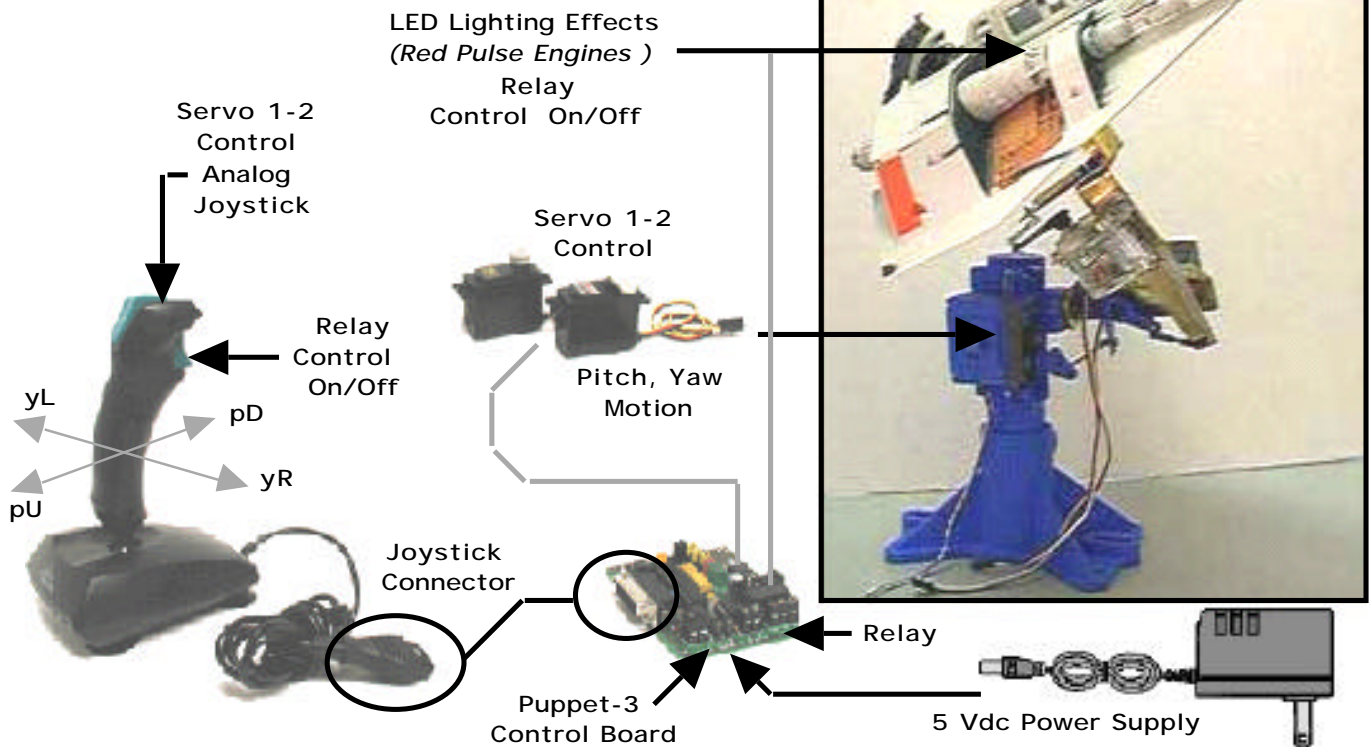 LED Lighting Effects
(Red Pulse Engines )
Relay
Control On/Off
Servo 1-2
Control
Analog
Joystick
Servo 1-2
Control
Relay
Control
On/Off
Pitch, Yaw
Motion
yL
pD
yR
pU
Joystick
Connector
Relay
Puppet-3
Control Board
5 Vdc Power Supply